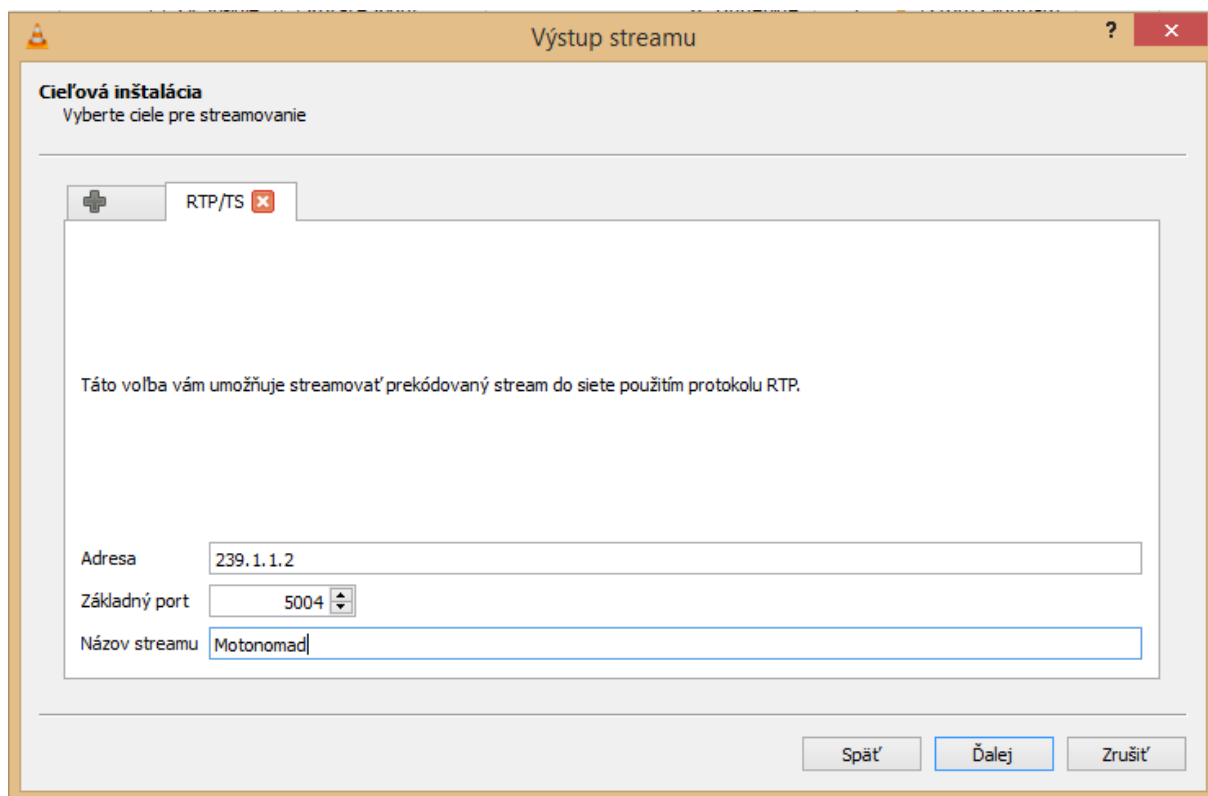 Výstup streamu
?
Cieľová inštalácia
Vyberte ciele pre streamovanie
RTP/TS
Táto voľba vám umožňuje streamovať prekódovaný stream do siete použitím protokolu RTP.
Adresa 239.1.1.2
Základný port 5004
Názov streamu Motonomad
Späť Ďalej Zrušiť